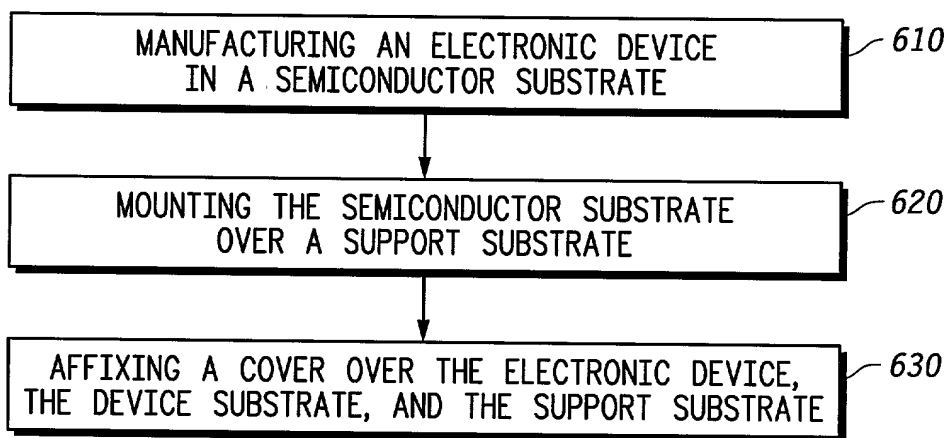 MANUFACTURING AN ELECTRONIC DEVICE
IN A SEMICONDUCTOR SUBSTRATE
610
MOUNTING THE SEMICONDUCTOR SUBSTRATE
OVER A SUPPORT SUBSTRATE
620
AFFIXING A COVER OVER THE ELECTRONIC DEVICE,
THE DEVICE SUBSTRATE, AND THE SUPPORT SUBSTRATE
630